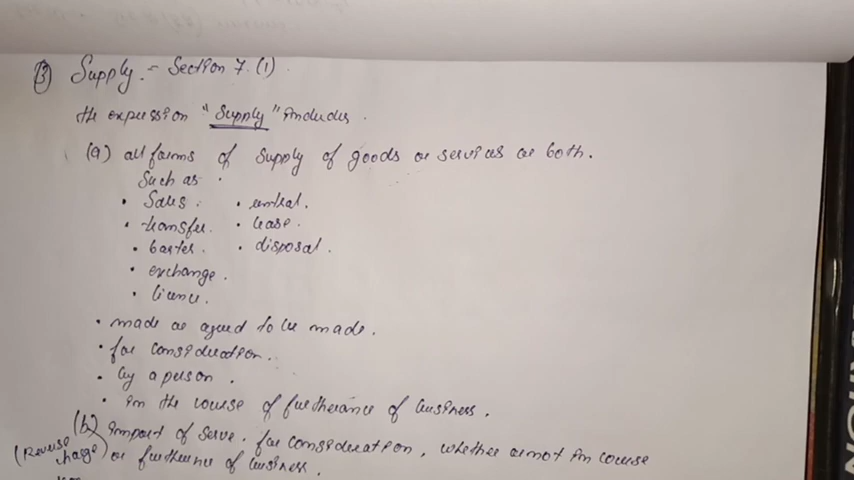 (B) Supply :- Section 7.(1).
the expression "Supply" includes.
(a) all forms of Supply of goods or services or both.
Such as
• Sales. • rental.
• transfer. • lease.
• barter. • disposal.
• exchange.
• licence.
• made or agreed to be made.
• for consideration.
• by a person.
• in the course of furtherance of business.
(b) import of serve. for consideration, whether or not in course
(Reverse charge) or furthernce of business.